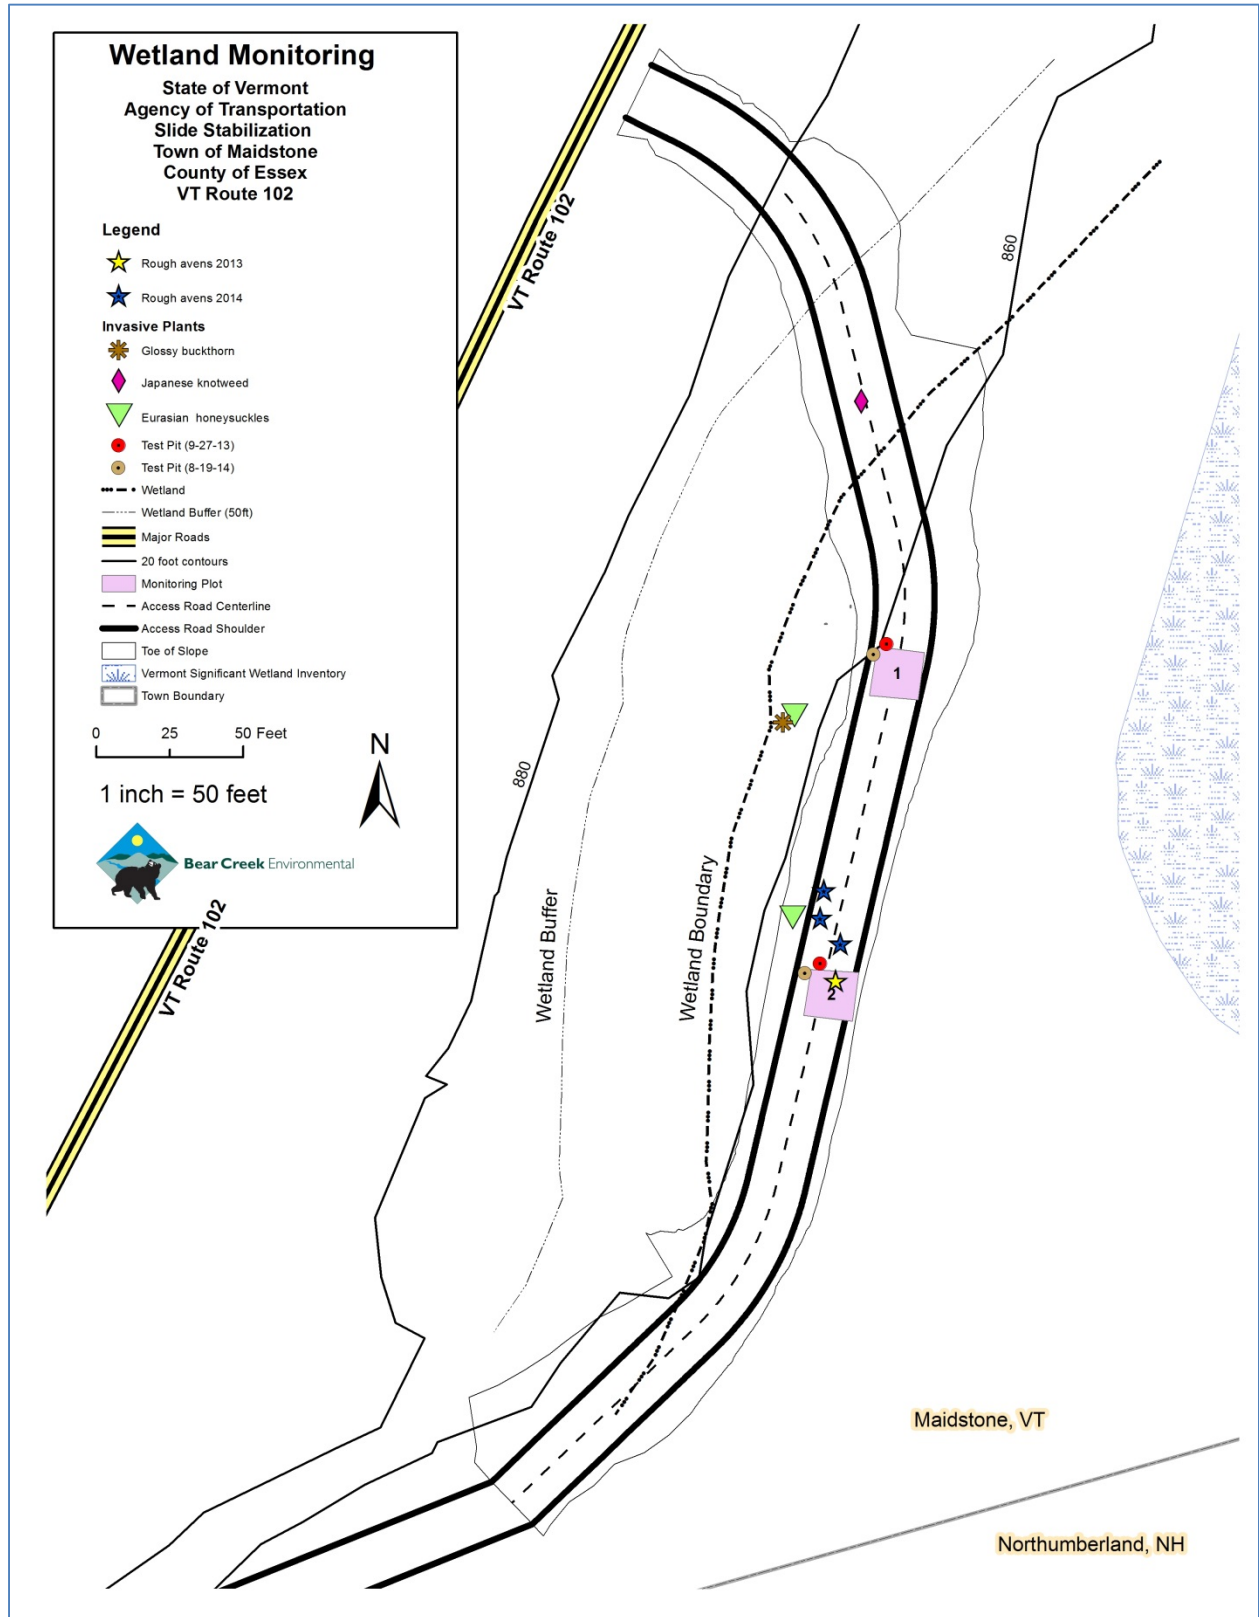 Wetland Monitoring
State of Vermont
Agency of Transportation
Slide Stabilization
Town of Maidstone
County of Essex
VT Route 102
Legend
Rough avens 2013
Rough avens 2014
Invasive Plants
Glossy buckthorn
Japanese knotweed
Eurasian honeysuckles
Test Pit (9-27-13)
Test Pit (8-19-14)
Wetland
Wetland Buffer (50ft)
Major Roads
20 foot contours
Monitoring Plot
Access Road Centerline
Access Road Shoulder
Toe of Slope
Vermont Significant Wetland Inventory
Town Boundary
0 25 50 Feet
N
1 inch = 50 feet
Bear Creek Environmental
VT Route 102
VT Route 102
860
880
1
2
Wetland Buffer
Wetland Boundary
Maidstone, VT
Northumberland, NH